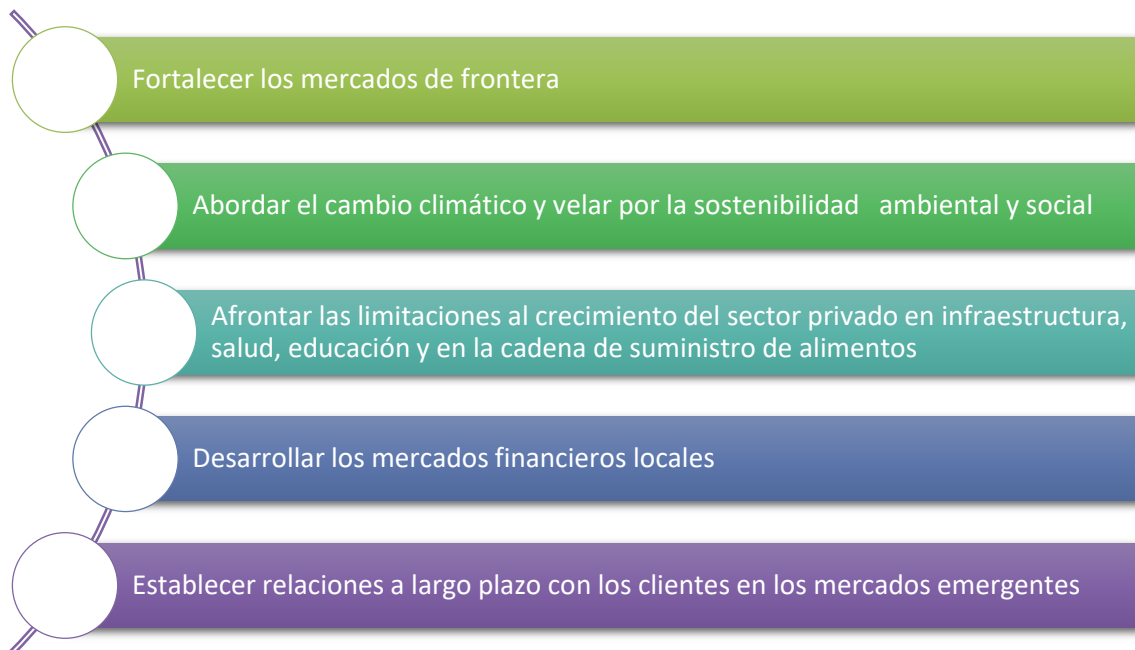 Fortalecer los mercados de frontera
Abordar el cambio climático y velar por la sostenibilidad   ambiental y social
Afrontar las limitaciones al crecimiento del sector privado en infraestructura,
salud, educación y en la cadena de suministro de alimentos
Desarrollar los mercados financieros locales
Establecer relaciones a largo plazo con los clientes en los mercados emergentes